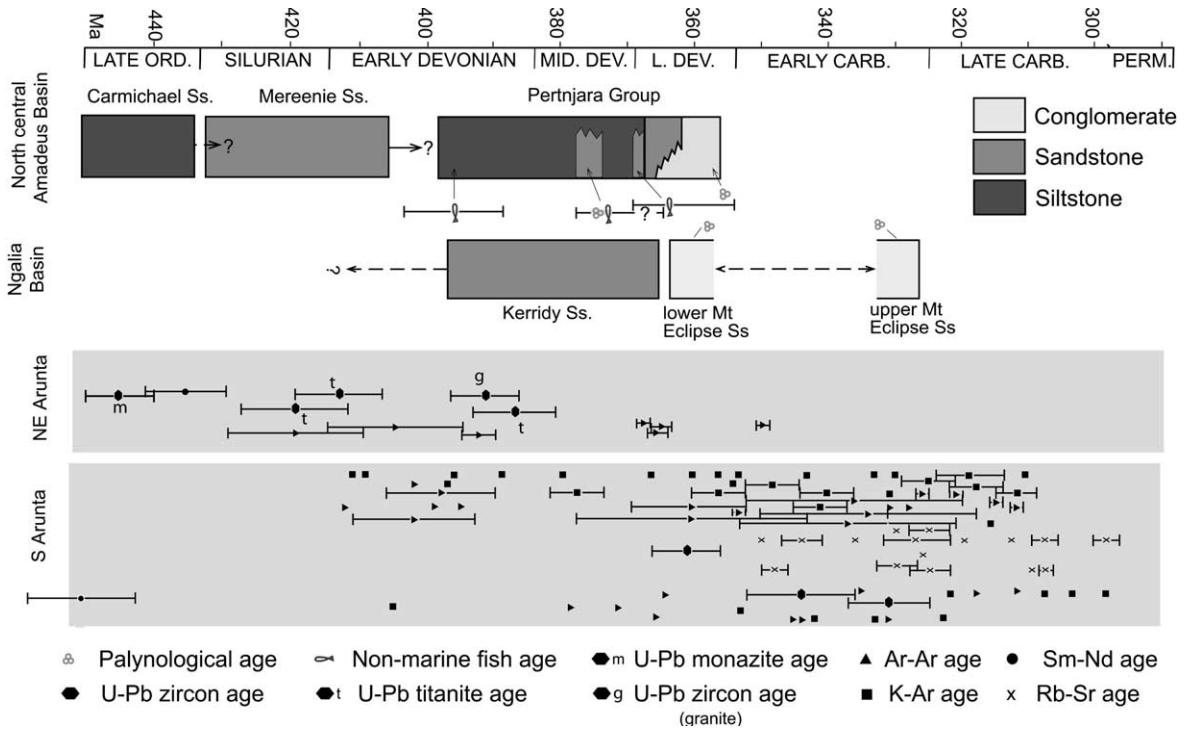 Ma 440 420 400 380 360 340 320 300
LATE ORD. SILURIAN EARLY DEVONIAN MID. DEV. L. DEV. EARLY CARB. LATE CARB. PERM.
North central
Amadeus Basin
Carmichael Ss. Mereenie Ss. Pertnjara Group
? ? ?
Conglomerate
Sandstone
Siltstone
Ngalia
Basin
?
Kerridy Ss.
lower Mt
Eclipse Ss
upper Mt
Eclipse Ss
NE Arunta
m t t g t
S Arunta
Palynological age Non-marine fish age m U-Pb monazite age Ar-Ar age Sm-Nd age
U-Pb zircon age t U-Pb titanite age g U-Pb zircon age K-Ar age x Rb-Sr age
(granite)